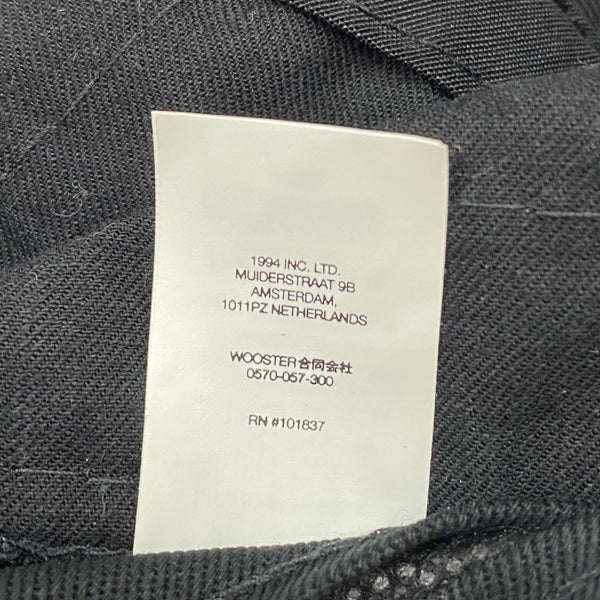 1994 INC. LTD.
MUIDERSTRAAT 9B
AMSTERDAM,
1011PZ NETHERLANDS
WOOSTER合同会社
0570-057-300
RN #101837